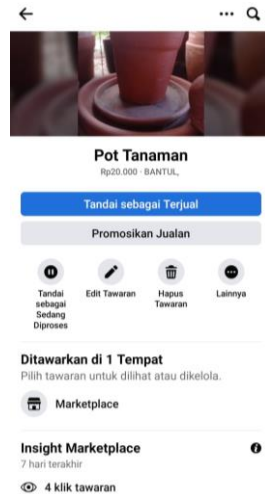 Pot Tanaman
Rp20.000 · BANTUL,
Tandai sebagai Terjual
Promosikan Jualan
Tandai
sebagai
Sedang
Diproses
Edit Tawaran
Hapus
Tawaran
Lainnya
Ditawarkan di 1 Tempat
Pilih tawaran untuk dilihat atau dikelola.
Marketplace
Insight Marketplace
7 hari terakhir
4 klik tawaran